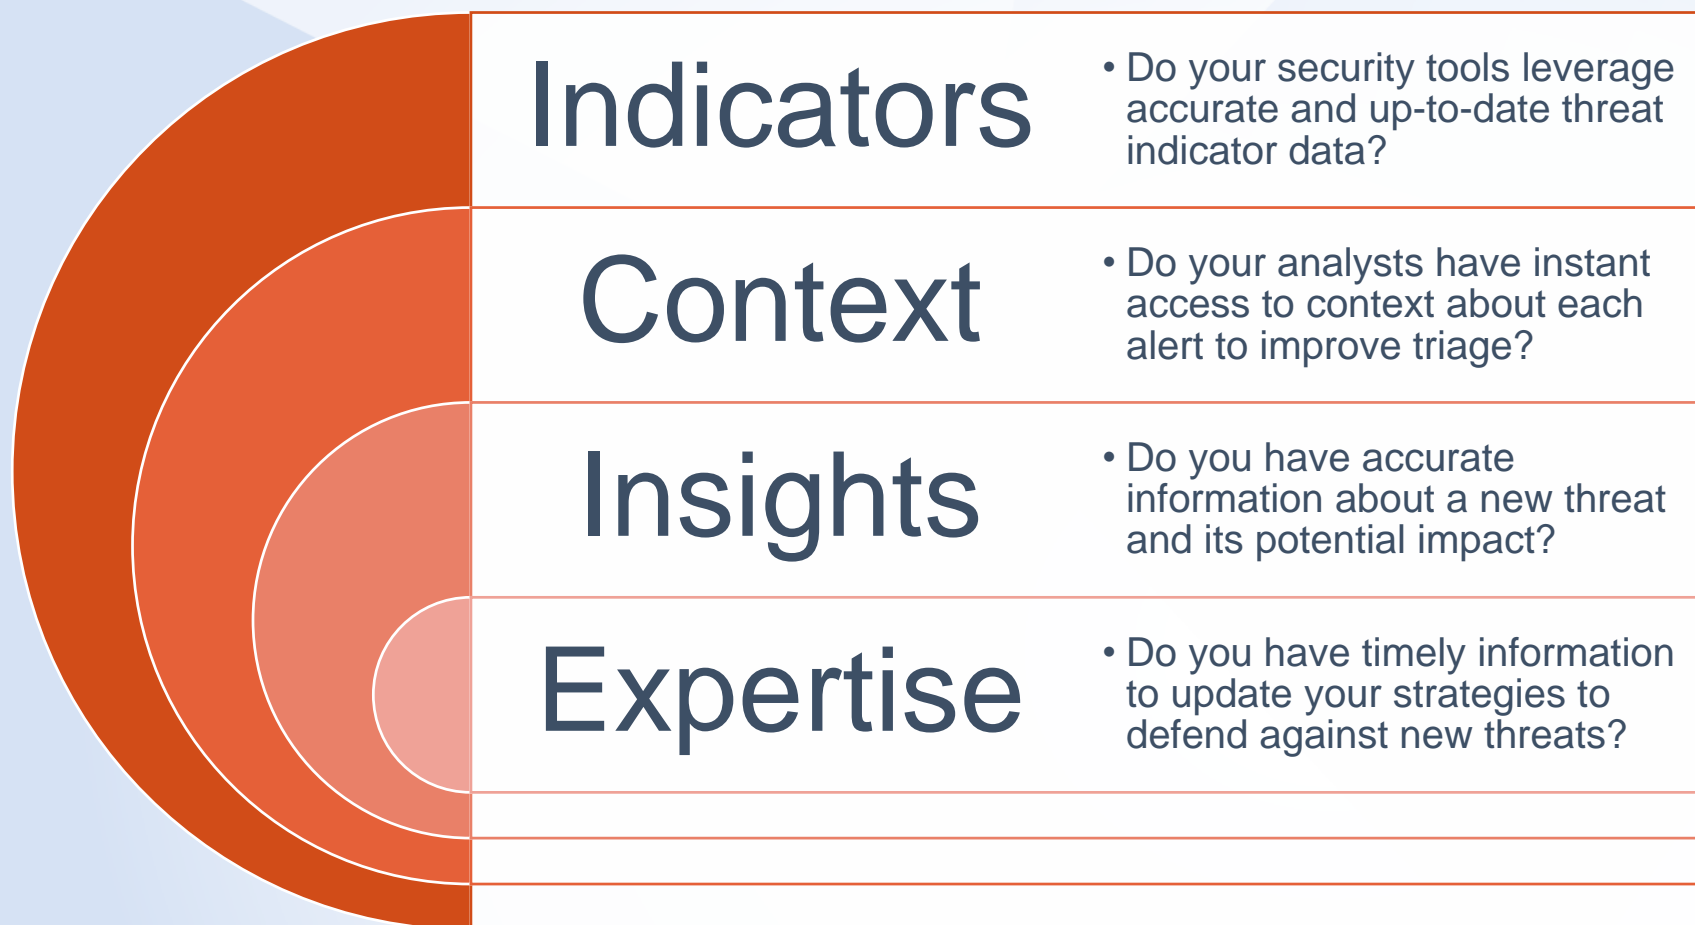 Indicators
• Do your security tools leverage
accurate and up-to-date threat
indicator data?
Context
• Do your analysts have instant
access to context about each
alert to improve triage?
Insights
• Do you have accurate
information about a new threat
and its potential impact?
Expertise
• Do you have timely information
to update your strategies to
defend against new threats?